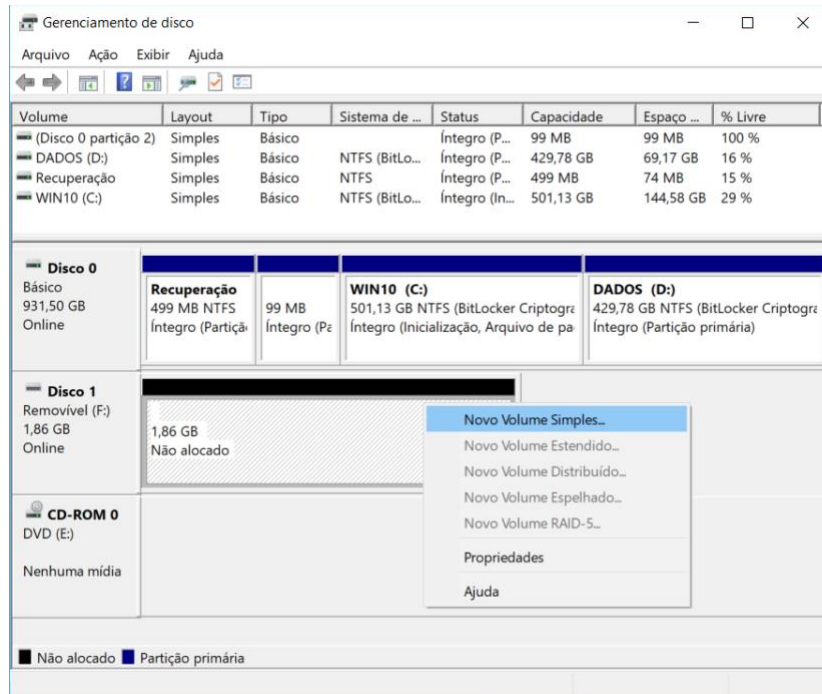 Gerenciamento de disco
Arquivo Ação Exibir Ajuda
Volume Layout Tipo Sistema de ... Status Capacidade Espaço ... % Livre
(Disco 0 partição 2) Simples Básico Íntegro (P... 99 MB 99 MB 100 %
DADOS (D:) Simples Básico NTFS (BitLo... Íntegro (P... 429,78 GB 69,17 GB 16 %
Recuperação Simples Básico NTFS Íntegro (P... 499 MB 74 MB 15 %
WIN10 (C:) Simples Básico NTFS (BitLo... Íntegro (In... 501,13 GB 144,58 GB 29 %
Disco 0
Básico
931,50 GB
Online
Recuperação
499 MB NTFS
Íntegro (Partiçã
99 MB
Íntegro (Pa
WIN10 (C:)
501,13 GB NTFS (BitLocker Criptogra
Íntegro (Inicialização, Arquivo de pa
DADOS (D:)
429,78 GB NTFS (BitLocker Criptogra
Íntegro (Partição primária)
Disco 1
Removível (F:)
1,86 GB
Online
1,86 GB
Não alocado
Novo Volume Simples...
Novo Volume Estendido...
Novo Volume Distribuído...
Novo Volume Espelhado...
Novo Volume RAID-5...
Propriedades
Ajuda
CD-ROM 0
DVD (E:)
Nenhuma mídia
Não alocado Partição primária